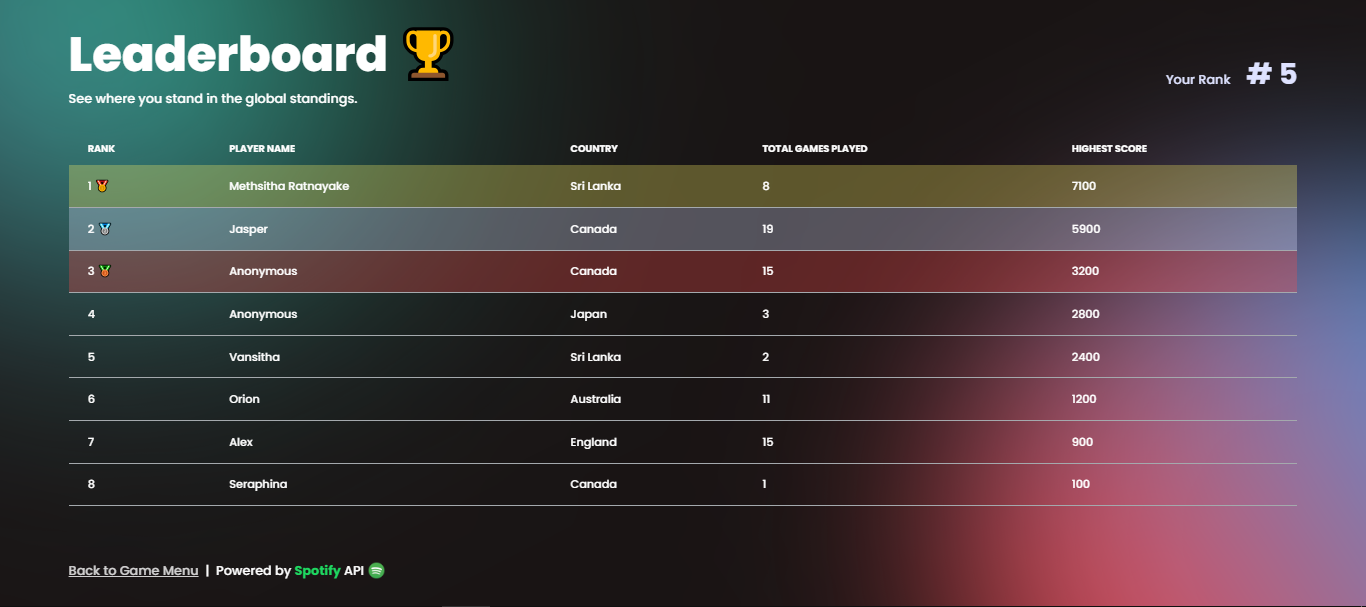 Leaderboard
See where you stand in the global standings.
Your Rank # 5
RANK PLAYER NAME COUNTRY TOTAL GAMES PLAYED HIGHEST SCORE
1 Methsitha Ratnayake Sri Lanka 8 7100
2 Jasper Canada 19 5900
3 Anonymous Canada 15 3200
4 Anonymous Japan 3 2800
5 Vansitha Sri Lanka 2 2400
6 Orion Australia 11 1200
7 Alex England 15 900
8 Seraphina Canada 1 100
Back to Game Menu | Powered by Spotify API